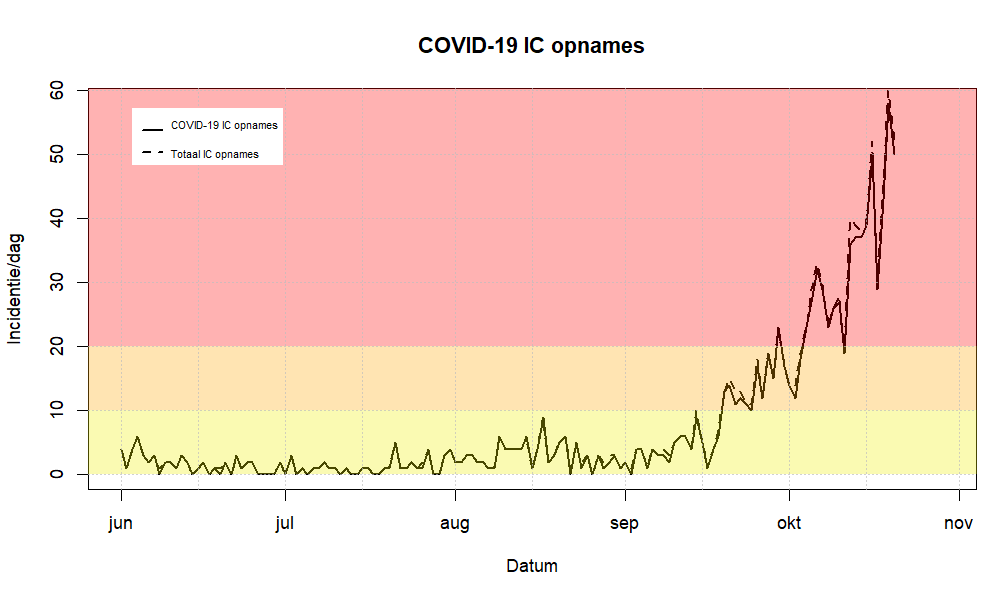 COVID-19 IC opnames
COVID-19 IC opnames
Totaal IC opnames
Incidentie/dag
60
50
40
30
20
10
0
jun jul aug sep okt nov
Datum